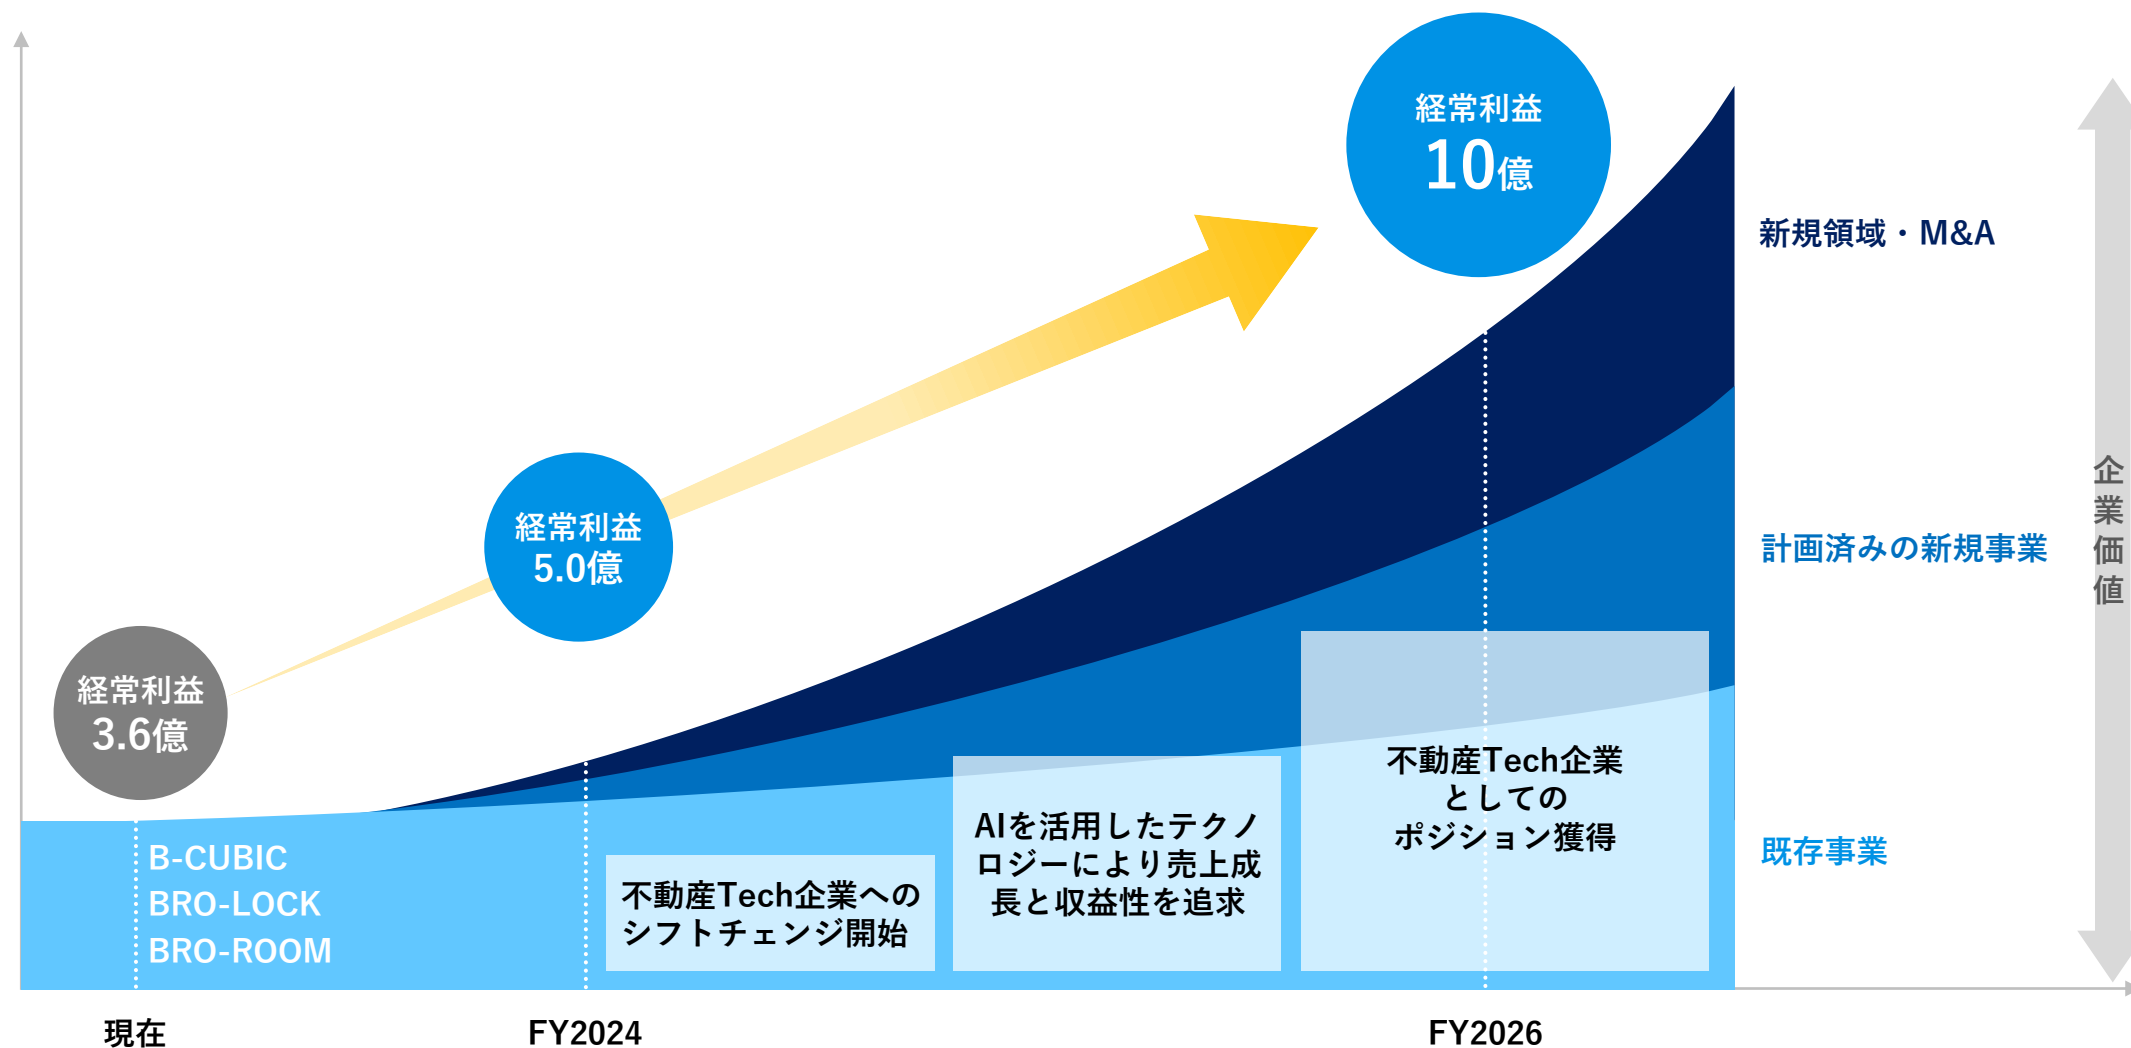 経常利益
10億
新規領域・M&A
経常利益
5.0億
計画済みの新規事業
企業価値
経常利益
3.6億
B-CUBIC
BRO-LOCK
BRO-ROOM
不動産Tech企業への
シフトチェンジ開始
AIを活用したテクノ
ロジーにより売上成
長と収益性を追求
不動産Tech企業
としての
ポジション獲得
既存事業
現在
FY2024
FY2026